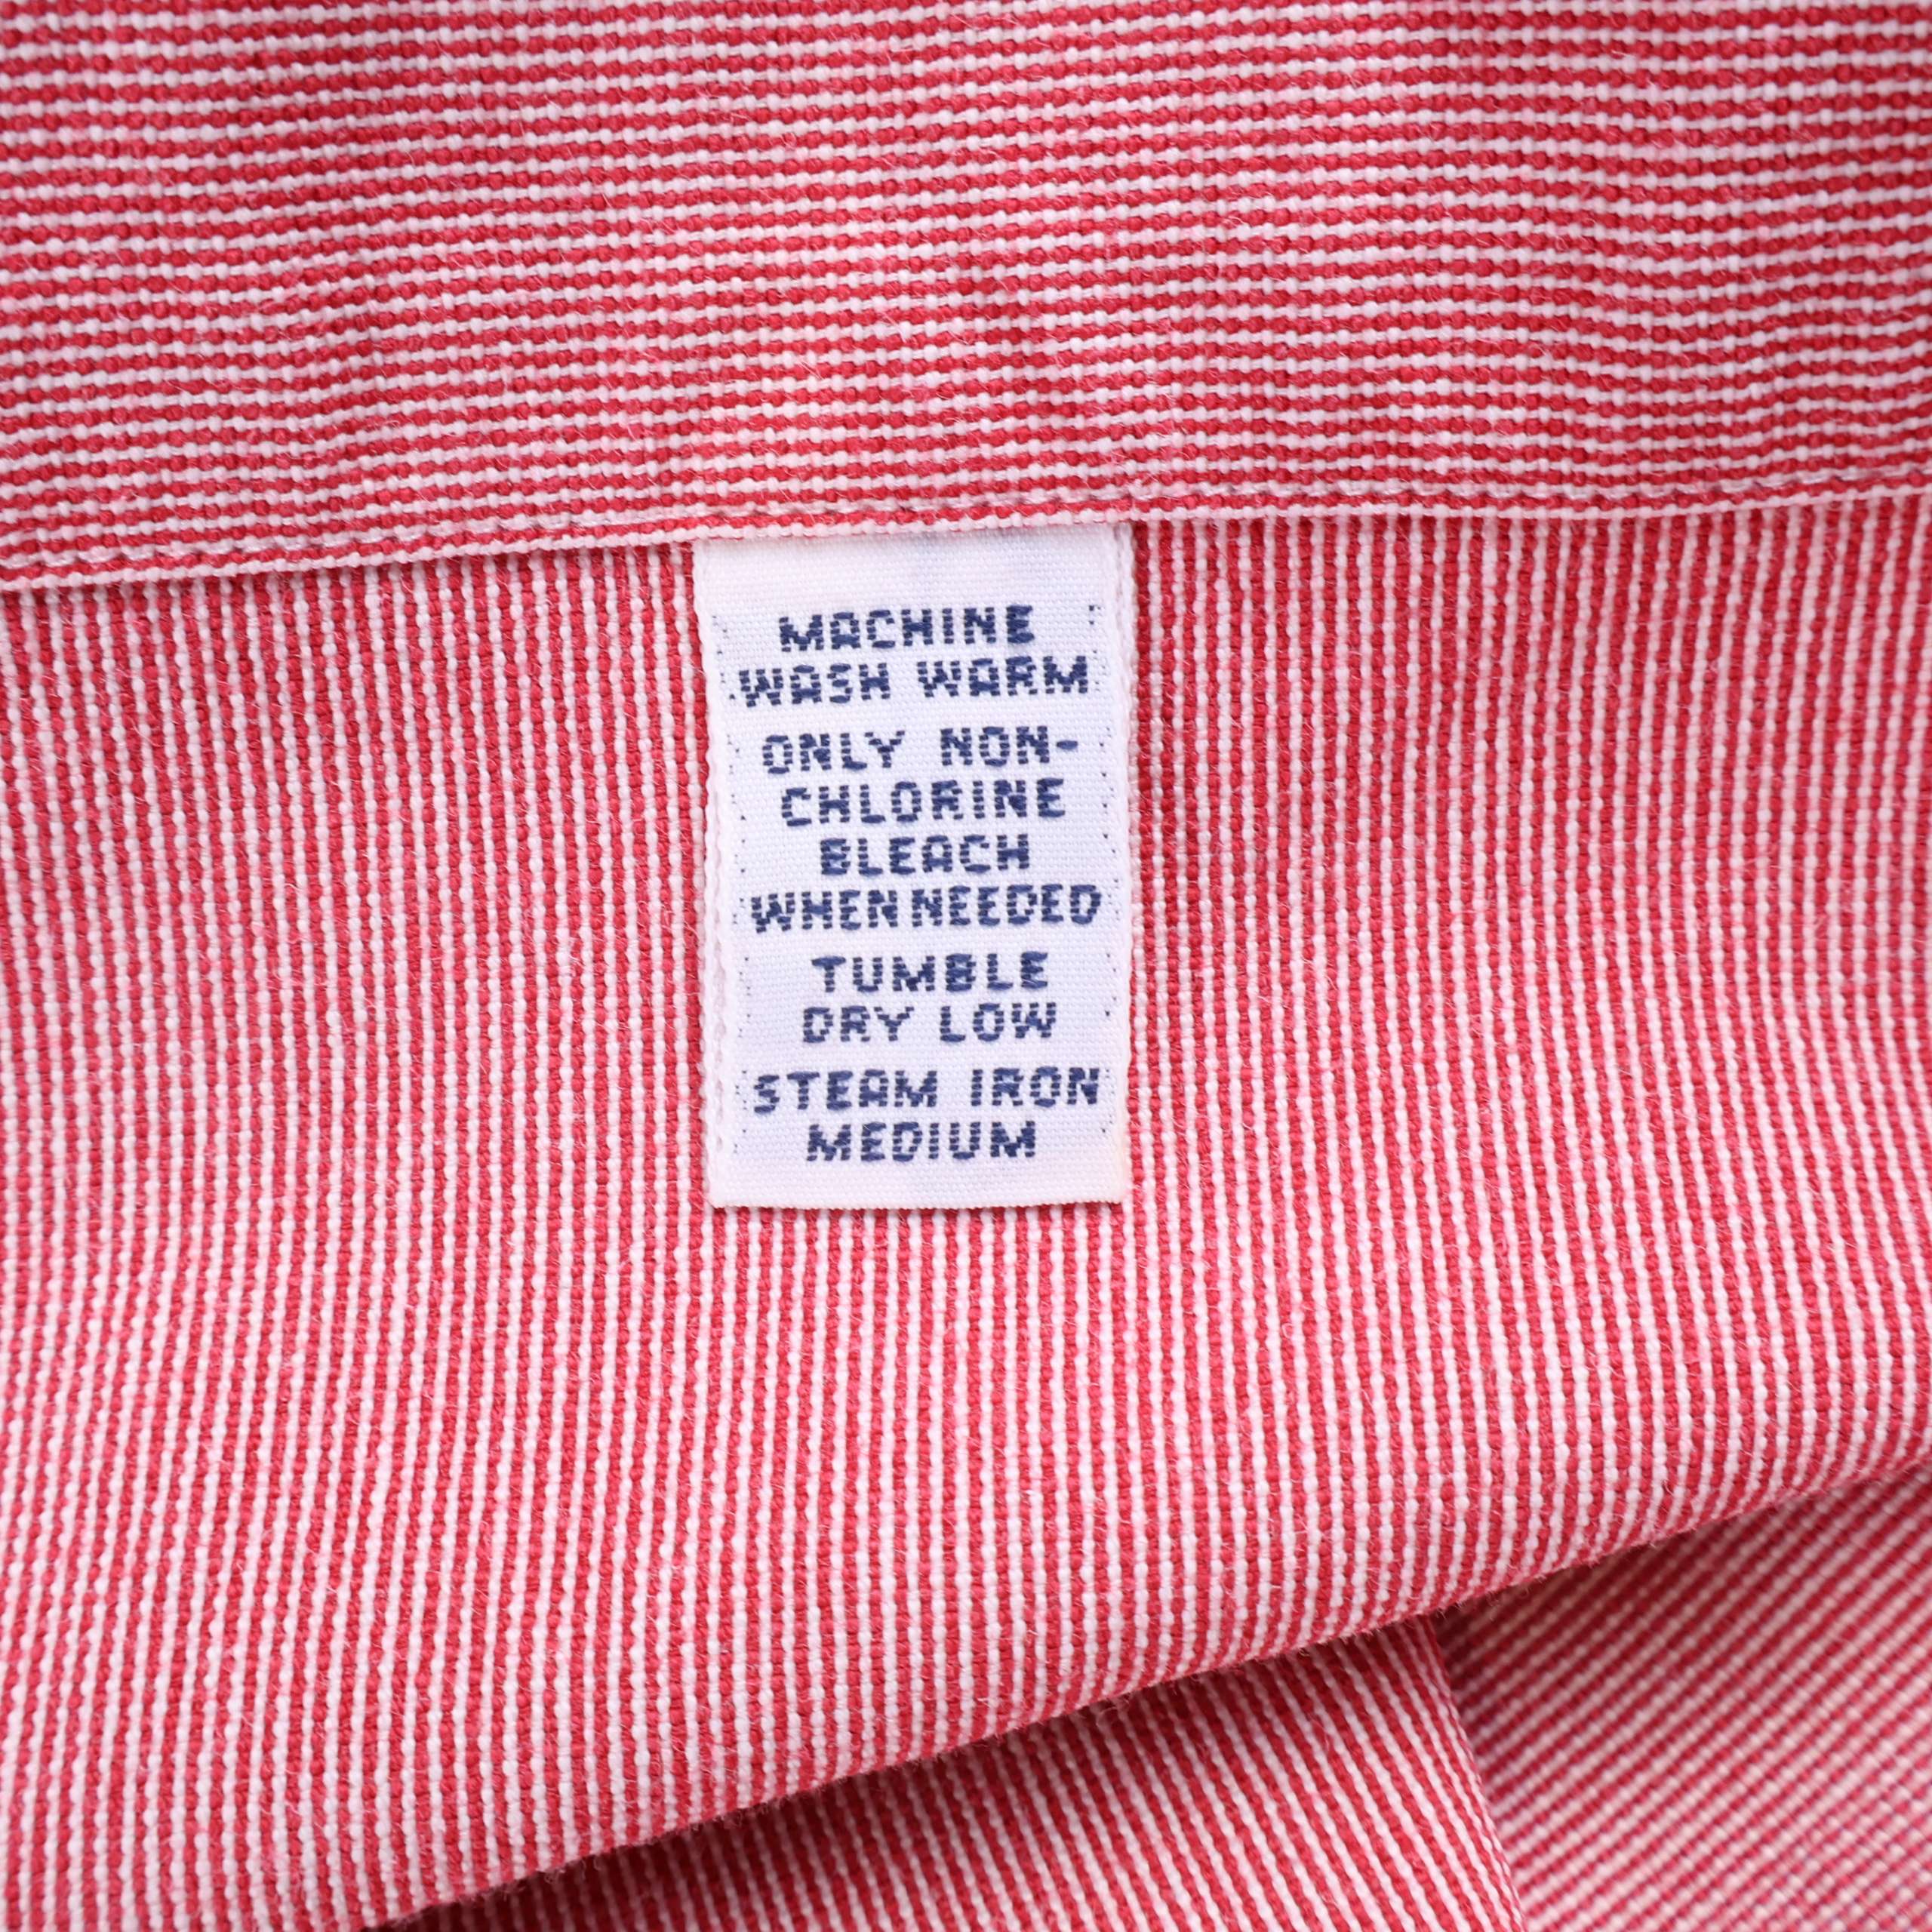 MACHINE
WASH WARM
ONLY NON-
CHLORINE
BLEACH
WHEN NEEDED
TUMBLE
DRY LOW
STEAM IRON
MEDIUM